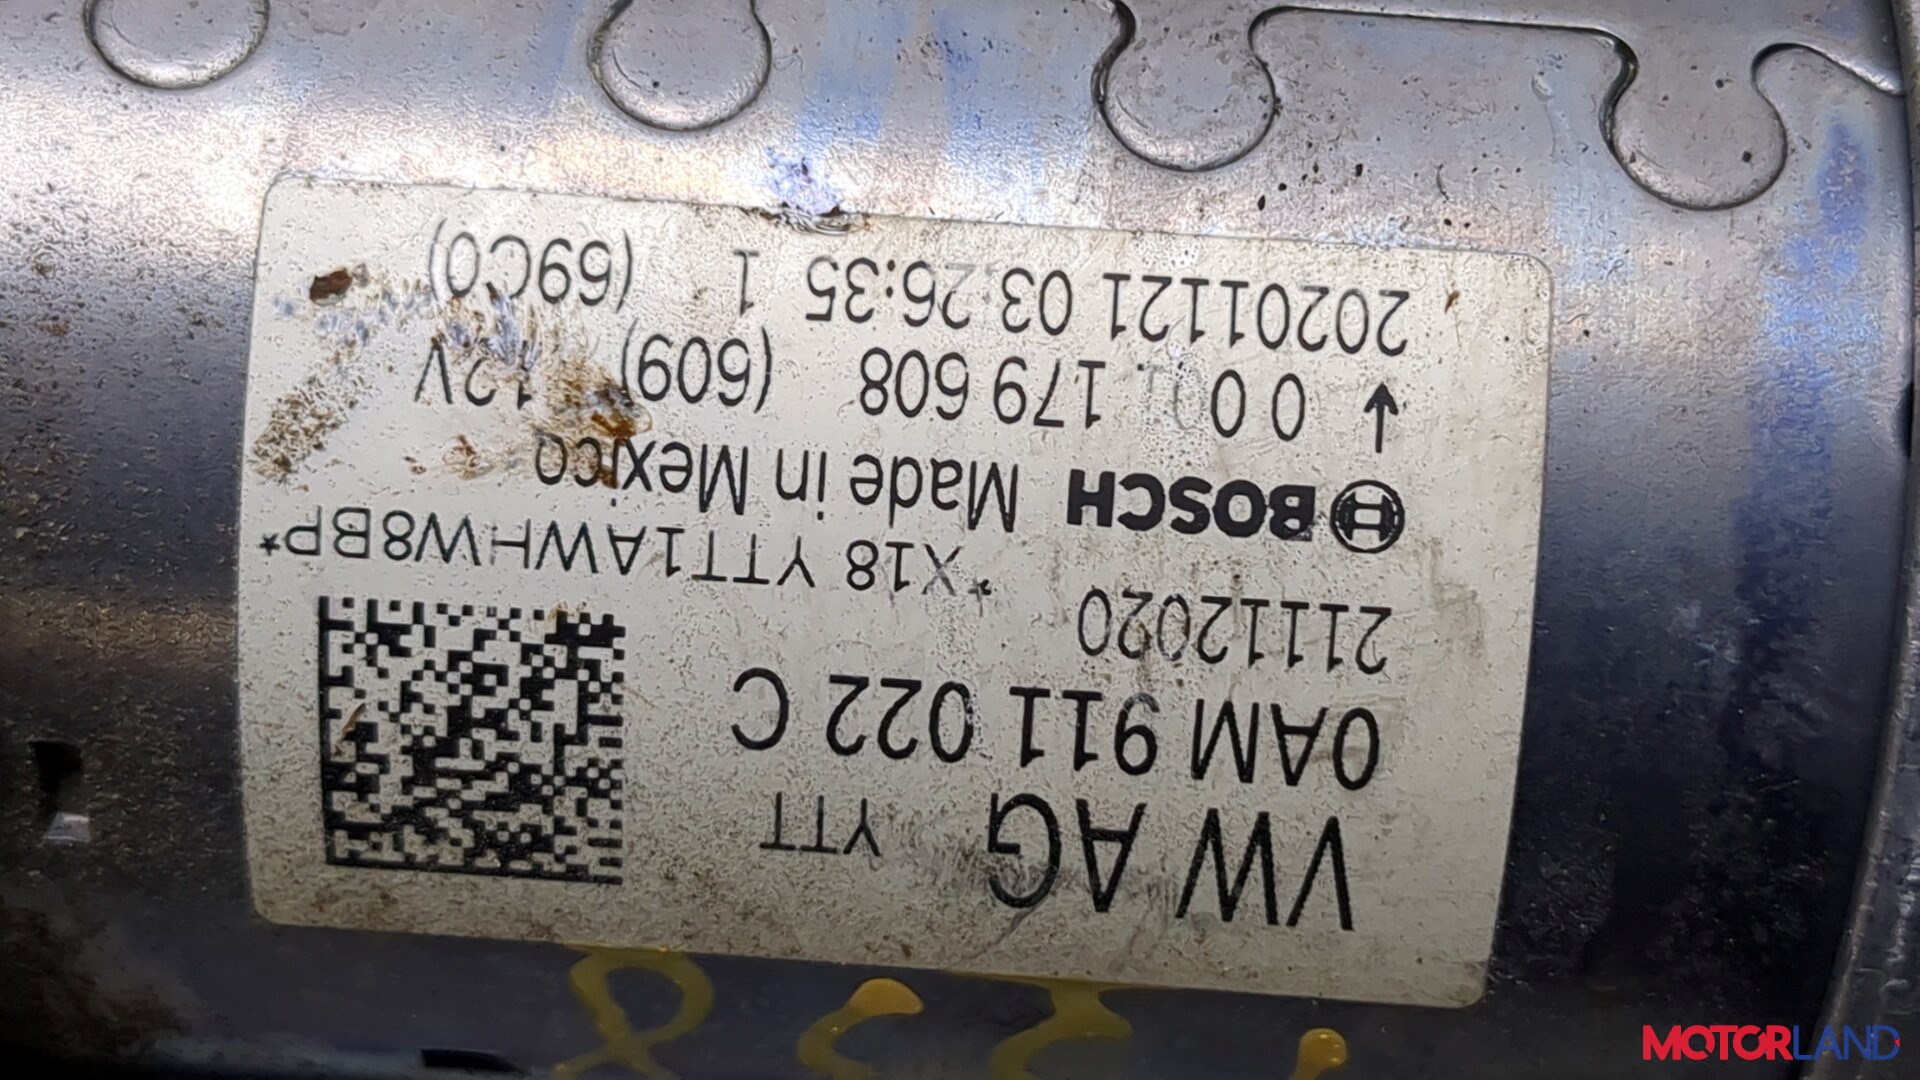 VW AG YTT
0AM 911 022 C
21112020
*X18 YTT1AWHW8BP*
BOSCH Made in Mexico
↑ 0 001 179 608 (609) 12V
20201121 03:26:35 1 (69C0)
MOTORLAND